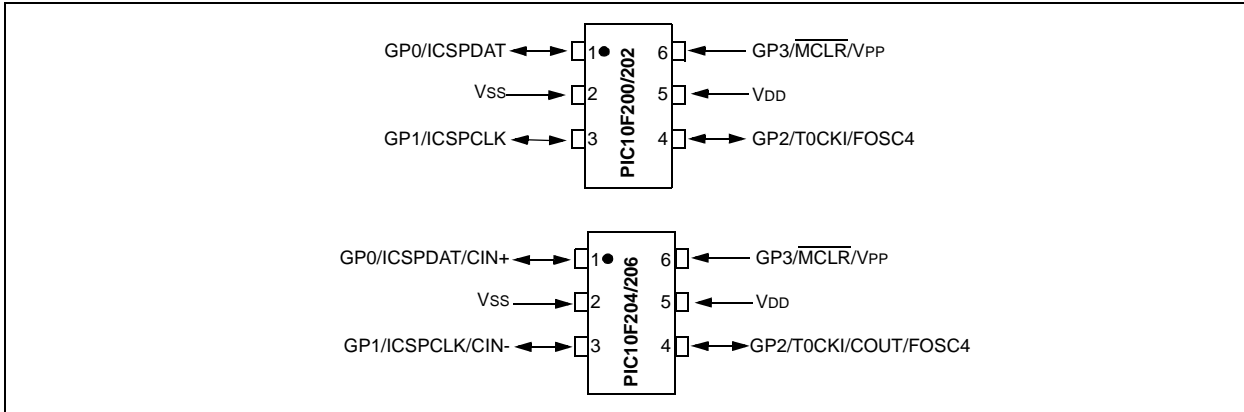 GP0/ICSPDAT
VSS
GP1/ICSPCLK
1
2
3
PIC10F200/202
6
5
4
GP3/MCLR/VPP
VDD
GP2/T0CKI/FOSC4
GP0/ICSPDAT/CIN+
VSS
GP1/ICSPCLK/CIN-
1
2
3
PIC10F204/206
6
5
4
GP3/MCLR/VPP
VDD
GP2/T0CKI/COUT/FOSC4